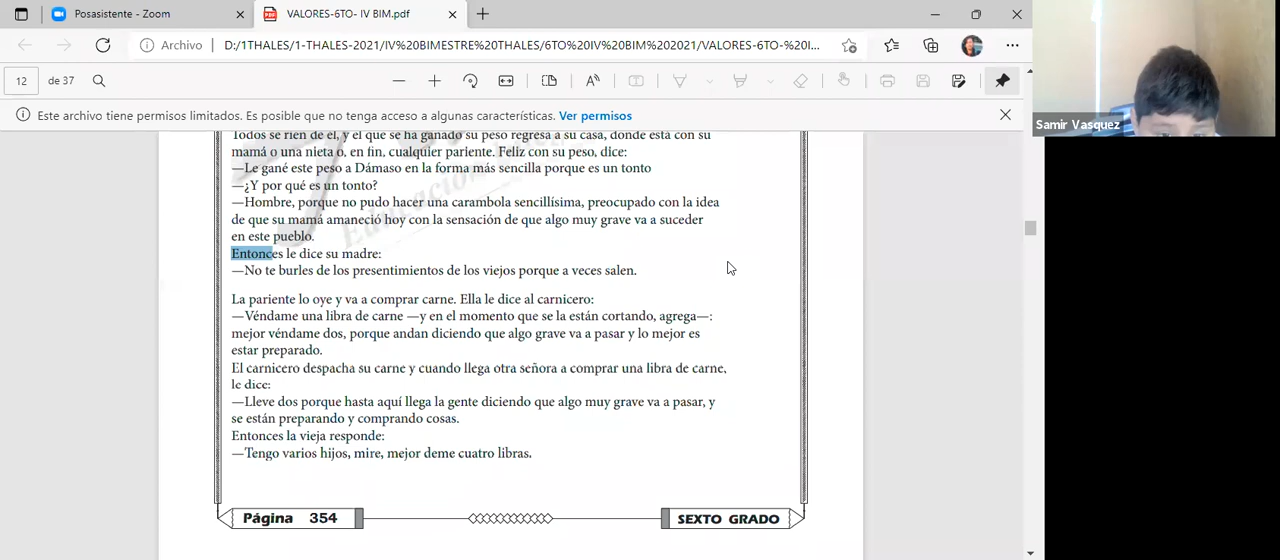 Posasistente - Zoom
VALORES-6TO- IV BIM.pdf
Archivo
D:/1THALES/1-THALES-2021/IV%20BIMESTRE%20THALES/6TO%20IV%20BIM%202021/VALORES-6TO-%20I...
12 de 37
Este archivo tiene permisos limitados. Es posible que no tenga acceso a algunas características. Ver permisos
Samir Vasquez
Todos se ríen de él, y el que se ha ganado su peso regresa a su casa, donde está con su
mamá o una nieta o, en fin, cualquier pariente. Feliz con su peso, dice:
—Le gané este peso a Dámaso en la forma más sencilla porque es un tonto
—¿Y por qué es un tonto?
—Hombre, porque no pudo hacer una carambola sencillísima, preocupado con la idea
de que su mamá amaneció hoy con la sensación de que algo muy grave va a suceder
en este pueblo.
Entonces le dice su madre:
—No te burles de los presentimientos de los viejos porque a veces salen.
La pariente lo oye y va a comprar carne. Ella le dice al carnicero:
—Véndame una libra de carne —y en el momento que se la están cortando, agrega—:
mejor véndame dos, porque andan diciendo que algo grave va a pasar y lo mejor es
estar preparado.
El carnicero despacha su carne y cuando llega otra señora a comprar una libra de carne,
le dice:
—Lleve dos porque hasta aquí llega la gente diciendo que algo muy grave va a pasar, y
se están preparando y comprando cosas.
Entonces la vieja responde:
—Tengo varios hijos, mire, mejor deme cuatro libras.
Página 354
SEXTO GRADO